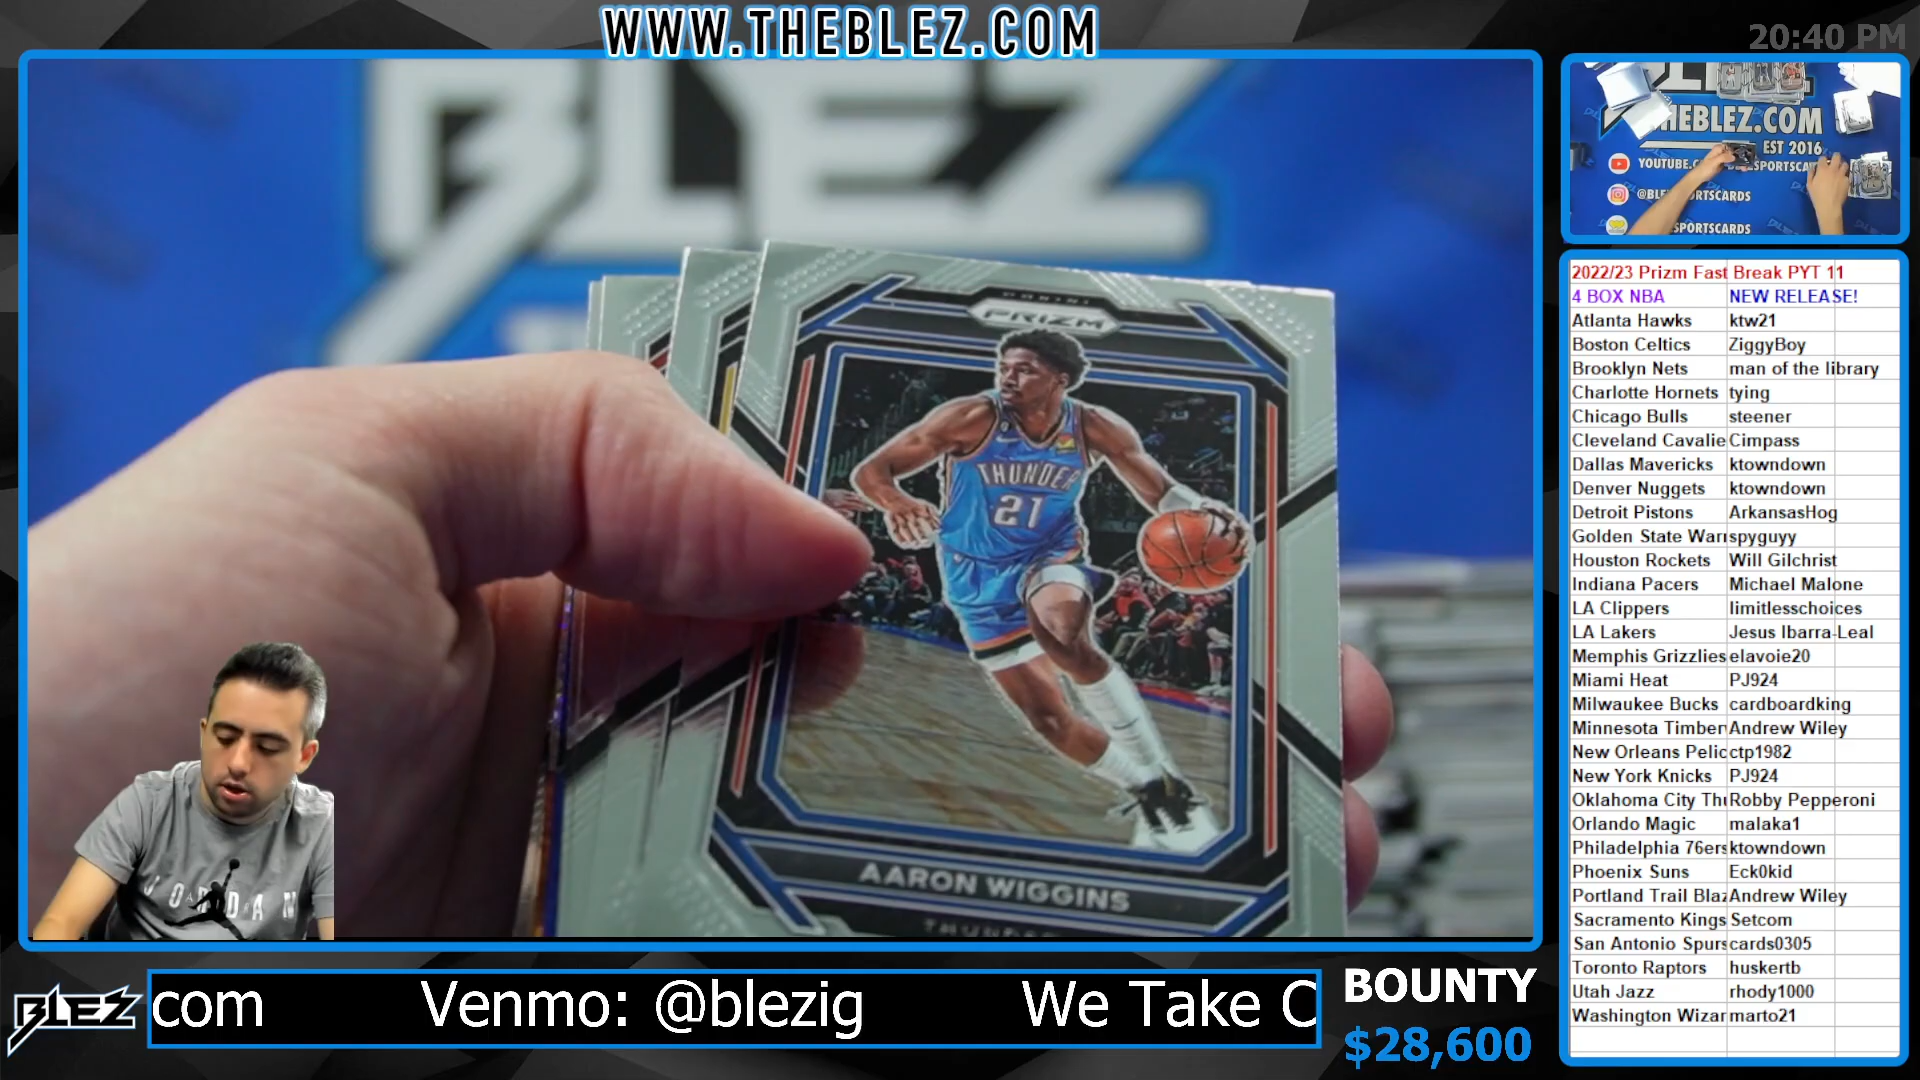 WWW.THEBLEZ.COM
20:40 PM
BLEZ
THEBLEZ.COM
EST 2016
2022/23 Prizm Fast Break PYT 11
4 BOX NBA NEW RELEASE!
Atlanta Hawks ktw21
Boston Celtics ZiggyBoy
Brooklyn Nets man of the library
Charlotte Hornets tying
Chicago Bulls steener
Cleveland Cavalie Cimpass
Dallas Mavericks ktowndown
Denver Nuggets ktowndown
Detroit Pistons ArkansasHog
Golden State Warr spyguyy
Houston Rockets Will Gilchrist
Indiana Pacers Michael Malone
LA Clippers limitlesschoices
LA Lakers Jesus Ibarra-Leal
Memphis Grizzlies elavoie20
Miami Heat PJ924
Milwaukee Bucks cardboardking
Minnesota Timber Andrew Wiley
New Orleans Pelic ctp1982
New York Knicks PJ924
Oklahoma City Thu Robby Pepperoni
Orlando Magic malaka1
Philadelphia 76ers ktowndown
Phoenix Suns Eck0kid
Portland Trail Blaz Andrew Wiley
Sacramento Kings Setcom
San Antonio Spurs cards0305
Toronto Raptors huskertb
Utah Jazz rhody1000
Washington Wizar marto21
PANINI
PRIZM
THUNDER
21
AARON WIGGINS
THUNDER
JORDAN
BLEZ
com Venmo: @blezig We Take C
BOUNTY
$28,600